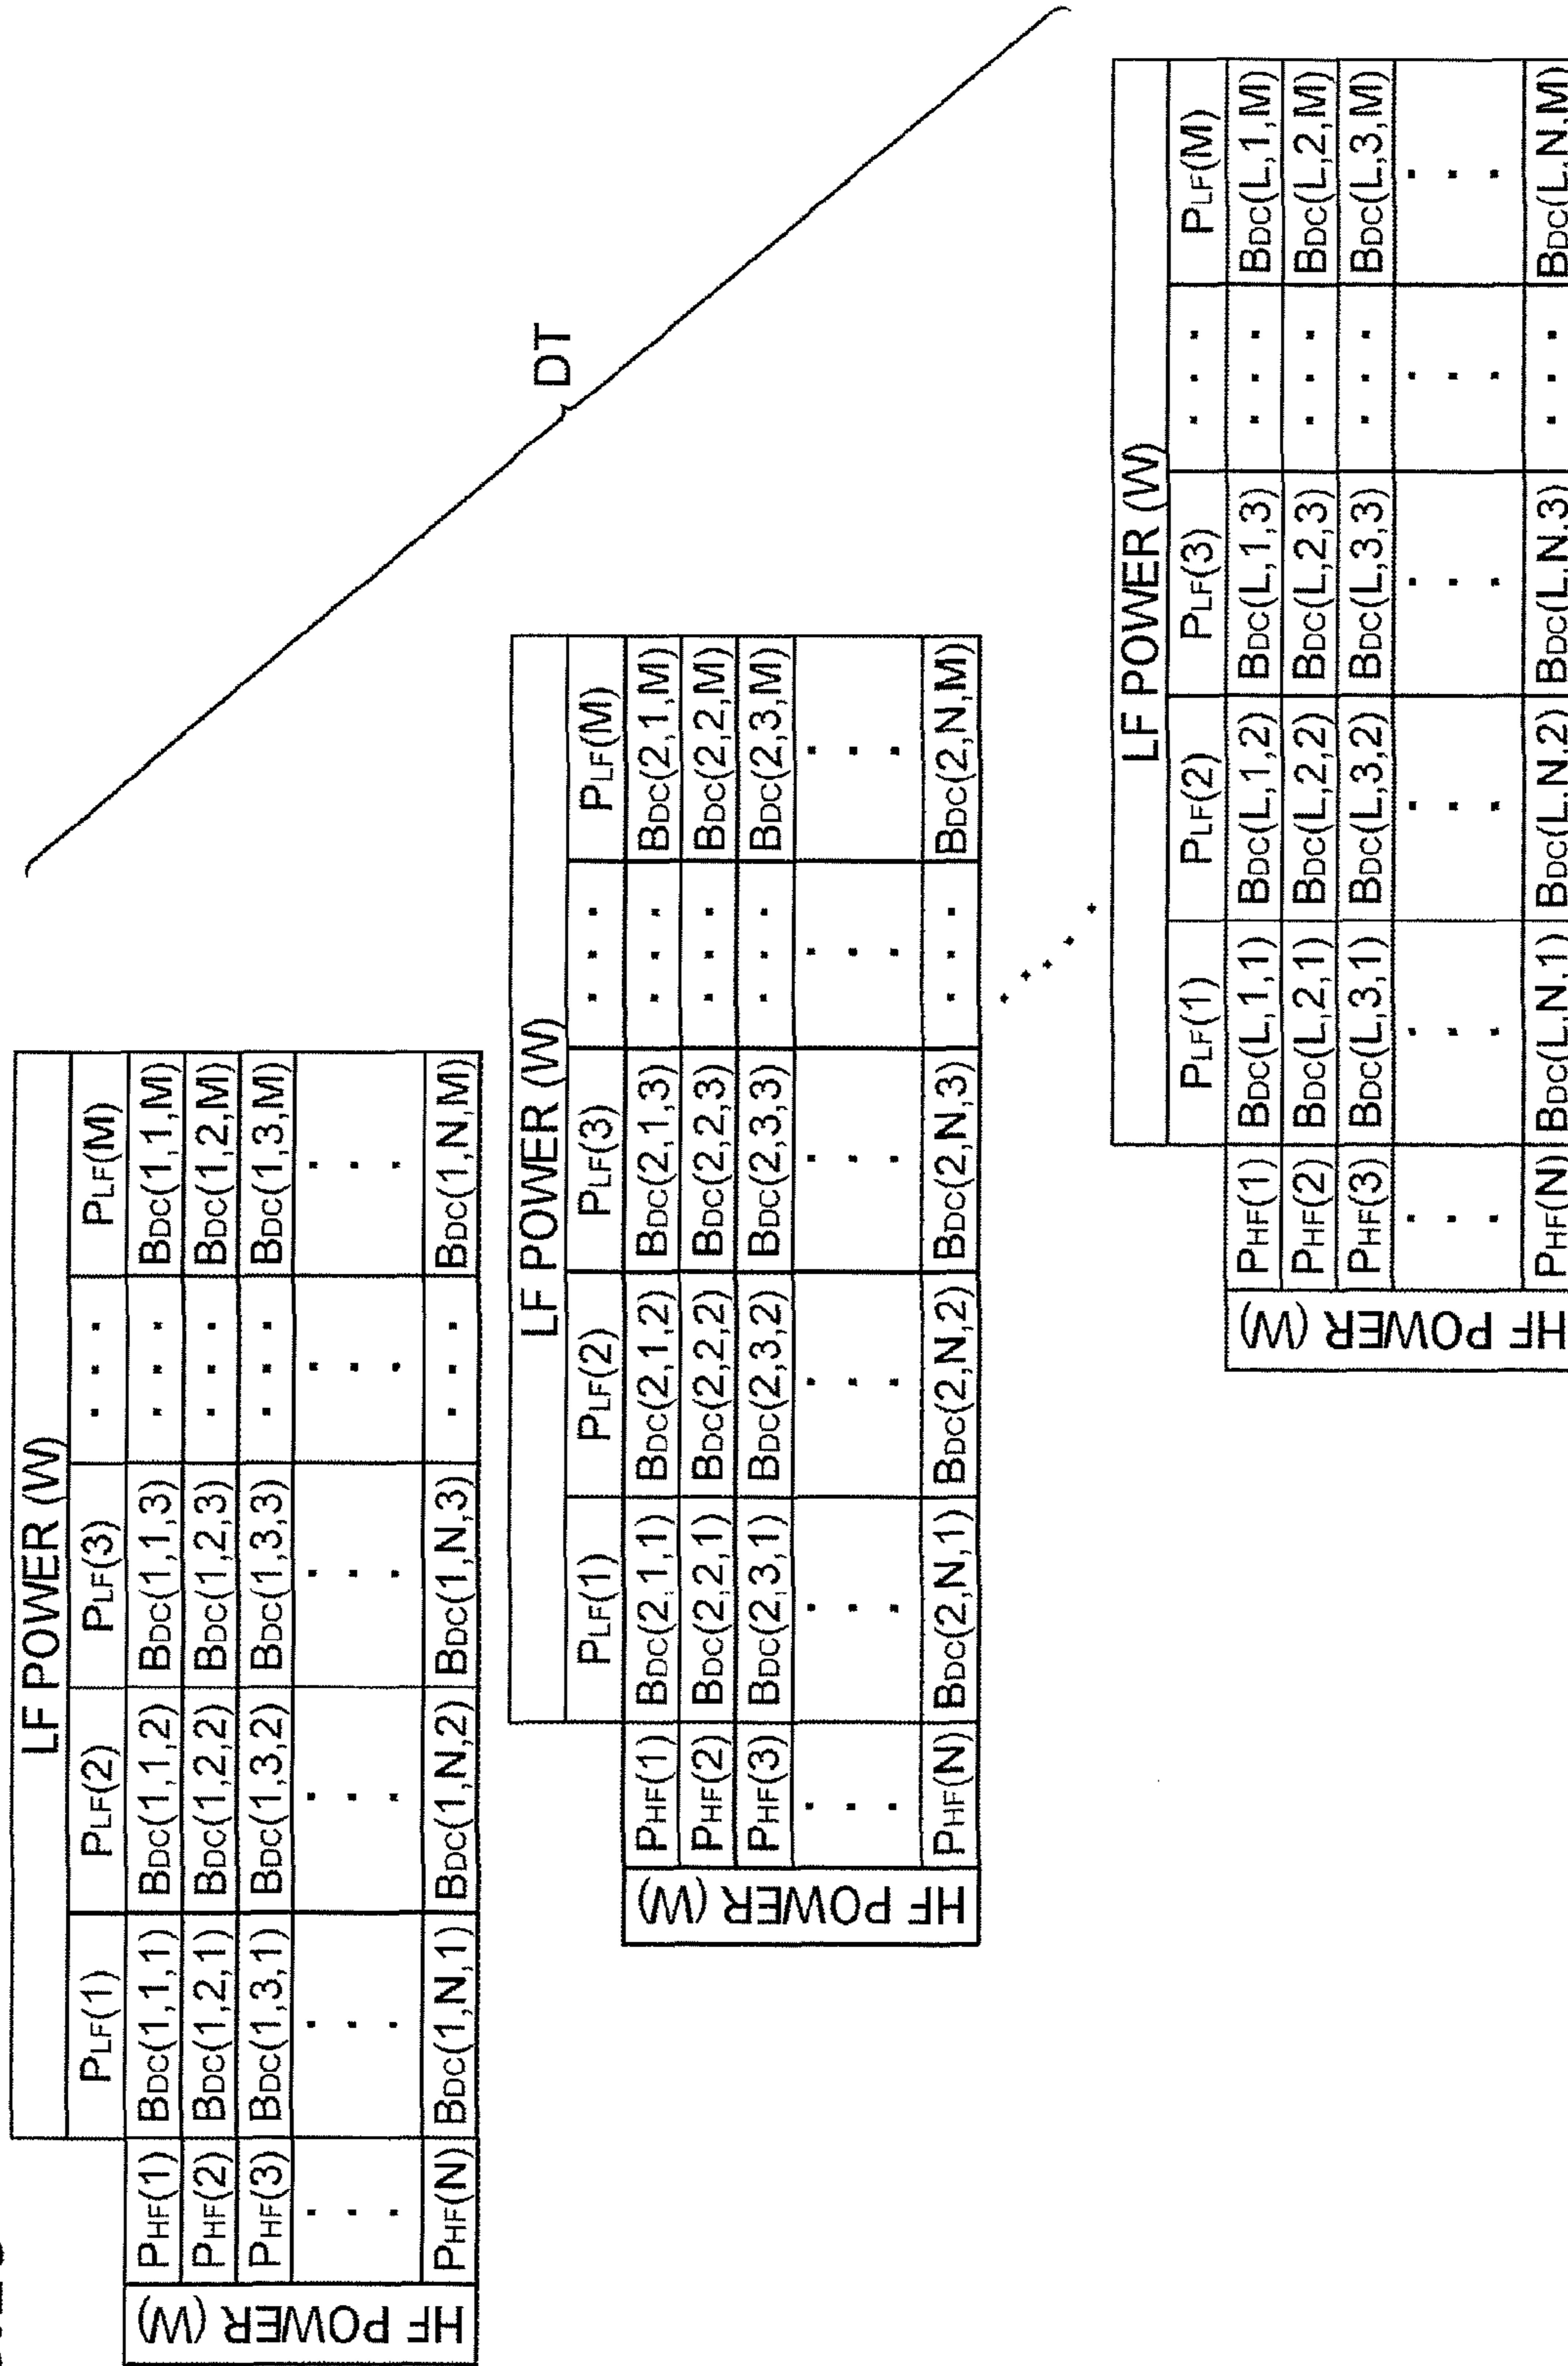 DT
LF POWER (W)
PLF(1) PLF(2) PLF(3) . . . PLF(M)
HF POWER (W)
PHF(1) BDC(1,1,1) BDC(1,1,2) BDC(1,1,3) . . . BDC(1,1,M)
PHF(2) BDC(1,2,1) BDC(1,2,2) BDC(1,2,3) . . . BDC(1,2,M)
PHF(3) BDC(1,3,1) BDC(1,3,2) BDC(1,3,3) . . . BDC(1,3,M)
. . . . . .
. . . . . .
. . . . . .
PHF(N) BDC(1,N,1) BDC(1,N,2) BDC(1,N,3) . . . BDC(1,N,M)
LF POWER (W)
PLF(1) PLF(2) PLF(3) . . . PLF(M)
HF POWER (W)
PHF(1) BDC(2,1,1) BDC(2,1,2) BDC(2,1,3) . . . BDC(2,1,M)
PHF(2) BDC(2,2,1) BDC(2,2,2) BDC(2,2,3) . . . BDC(2,2,M)
PHF(3) BDC(2,3,1) BDC(2,3,2) BDC(2,3,3) . . . BDC(2,3,M)
. . . . . .
. . . . . .
. . . . . .
PHF(N) BDC(2,N,1) BDC(2,N,2) BDC(2,N,3) . . . BDC(2,N,M)
. . . .
LF POWER (W)
PLF(1) PLF(2) PLF(3) . . . PLF(M)
HF POWER (W)
PHF(1) BDC(L,1,1) BDC(L,1,2) BDC(L,1,3) . . . BDC(L,1,M)
PHF(2) BDC(L,2,1) BDC(L,2,2) BDC(L,2,3) . . . BDC(L,2,M)
PHF(3) BDC(L,3,1) BDC(L,3,2) BDC(L,3,3) . . . BDC(L,3,M)
. . . . . .
. . . . . .
. . . . . .
PHF(N) BDC(L,N,1) BDC(L,N,2) BDC(L,N,3) . . . BDC(L,N,M)